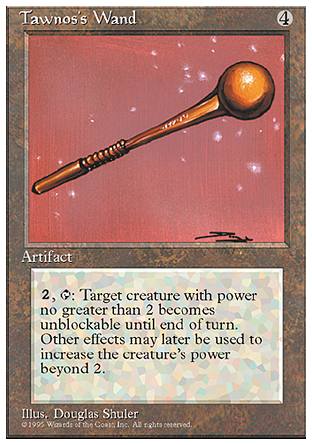 Tawnos's Wand 4
Artifact
2, : Target creature with power
no greater than 2 becomes
unblockable until end of turn.
Other effects may later be used to
increase the creature's power
beyond 2.
Illus. Douglas Shuler
©1995 Wizards of the Coast, Inc. All rights reserved.